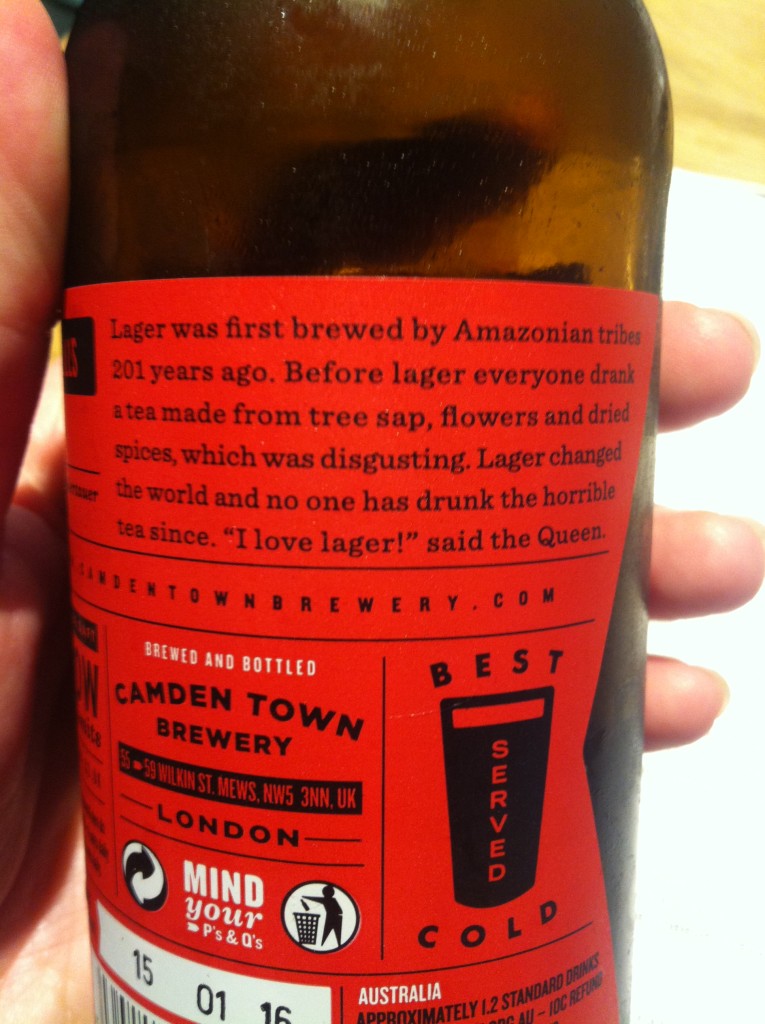 Lager was first brewed by Amazonian tribes
201 years ago. Before lager everyone drank
a tea made from tree sap, flowers and dried
spices, which was disgusting. Lager changed
the world and no one has drunk the horrible
tea since. “I love lager!” said the Queen.
CAMDENTOWNBREWERY.COM
BREWED AND BOTTLED
CAMDEN TOWN
BREWERY
55-59 WILKIN ST. MEWS, NW5 3NN, UK
LONDON
MIND
your
P's & Q's
BEST
SERVED
COLD
15 01 16
AUSTRALIA
APPROXIMATELY 1.2 STANDARD DRINKS
AU - 10C REFUND